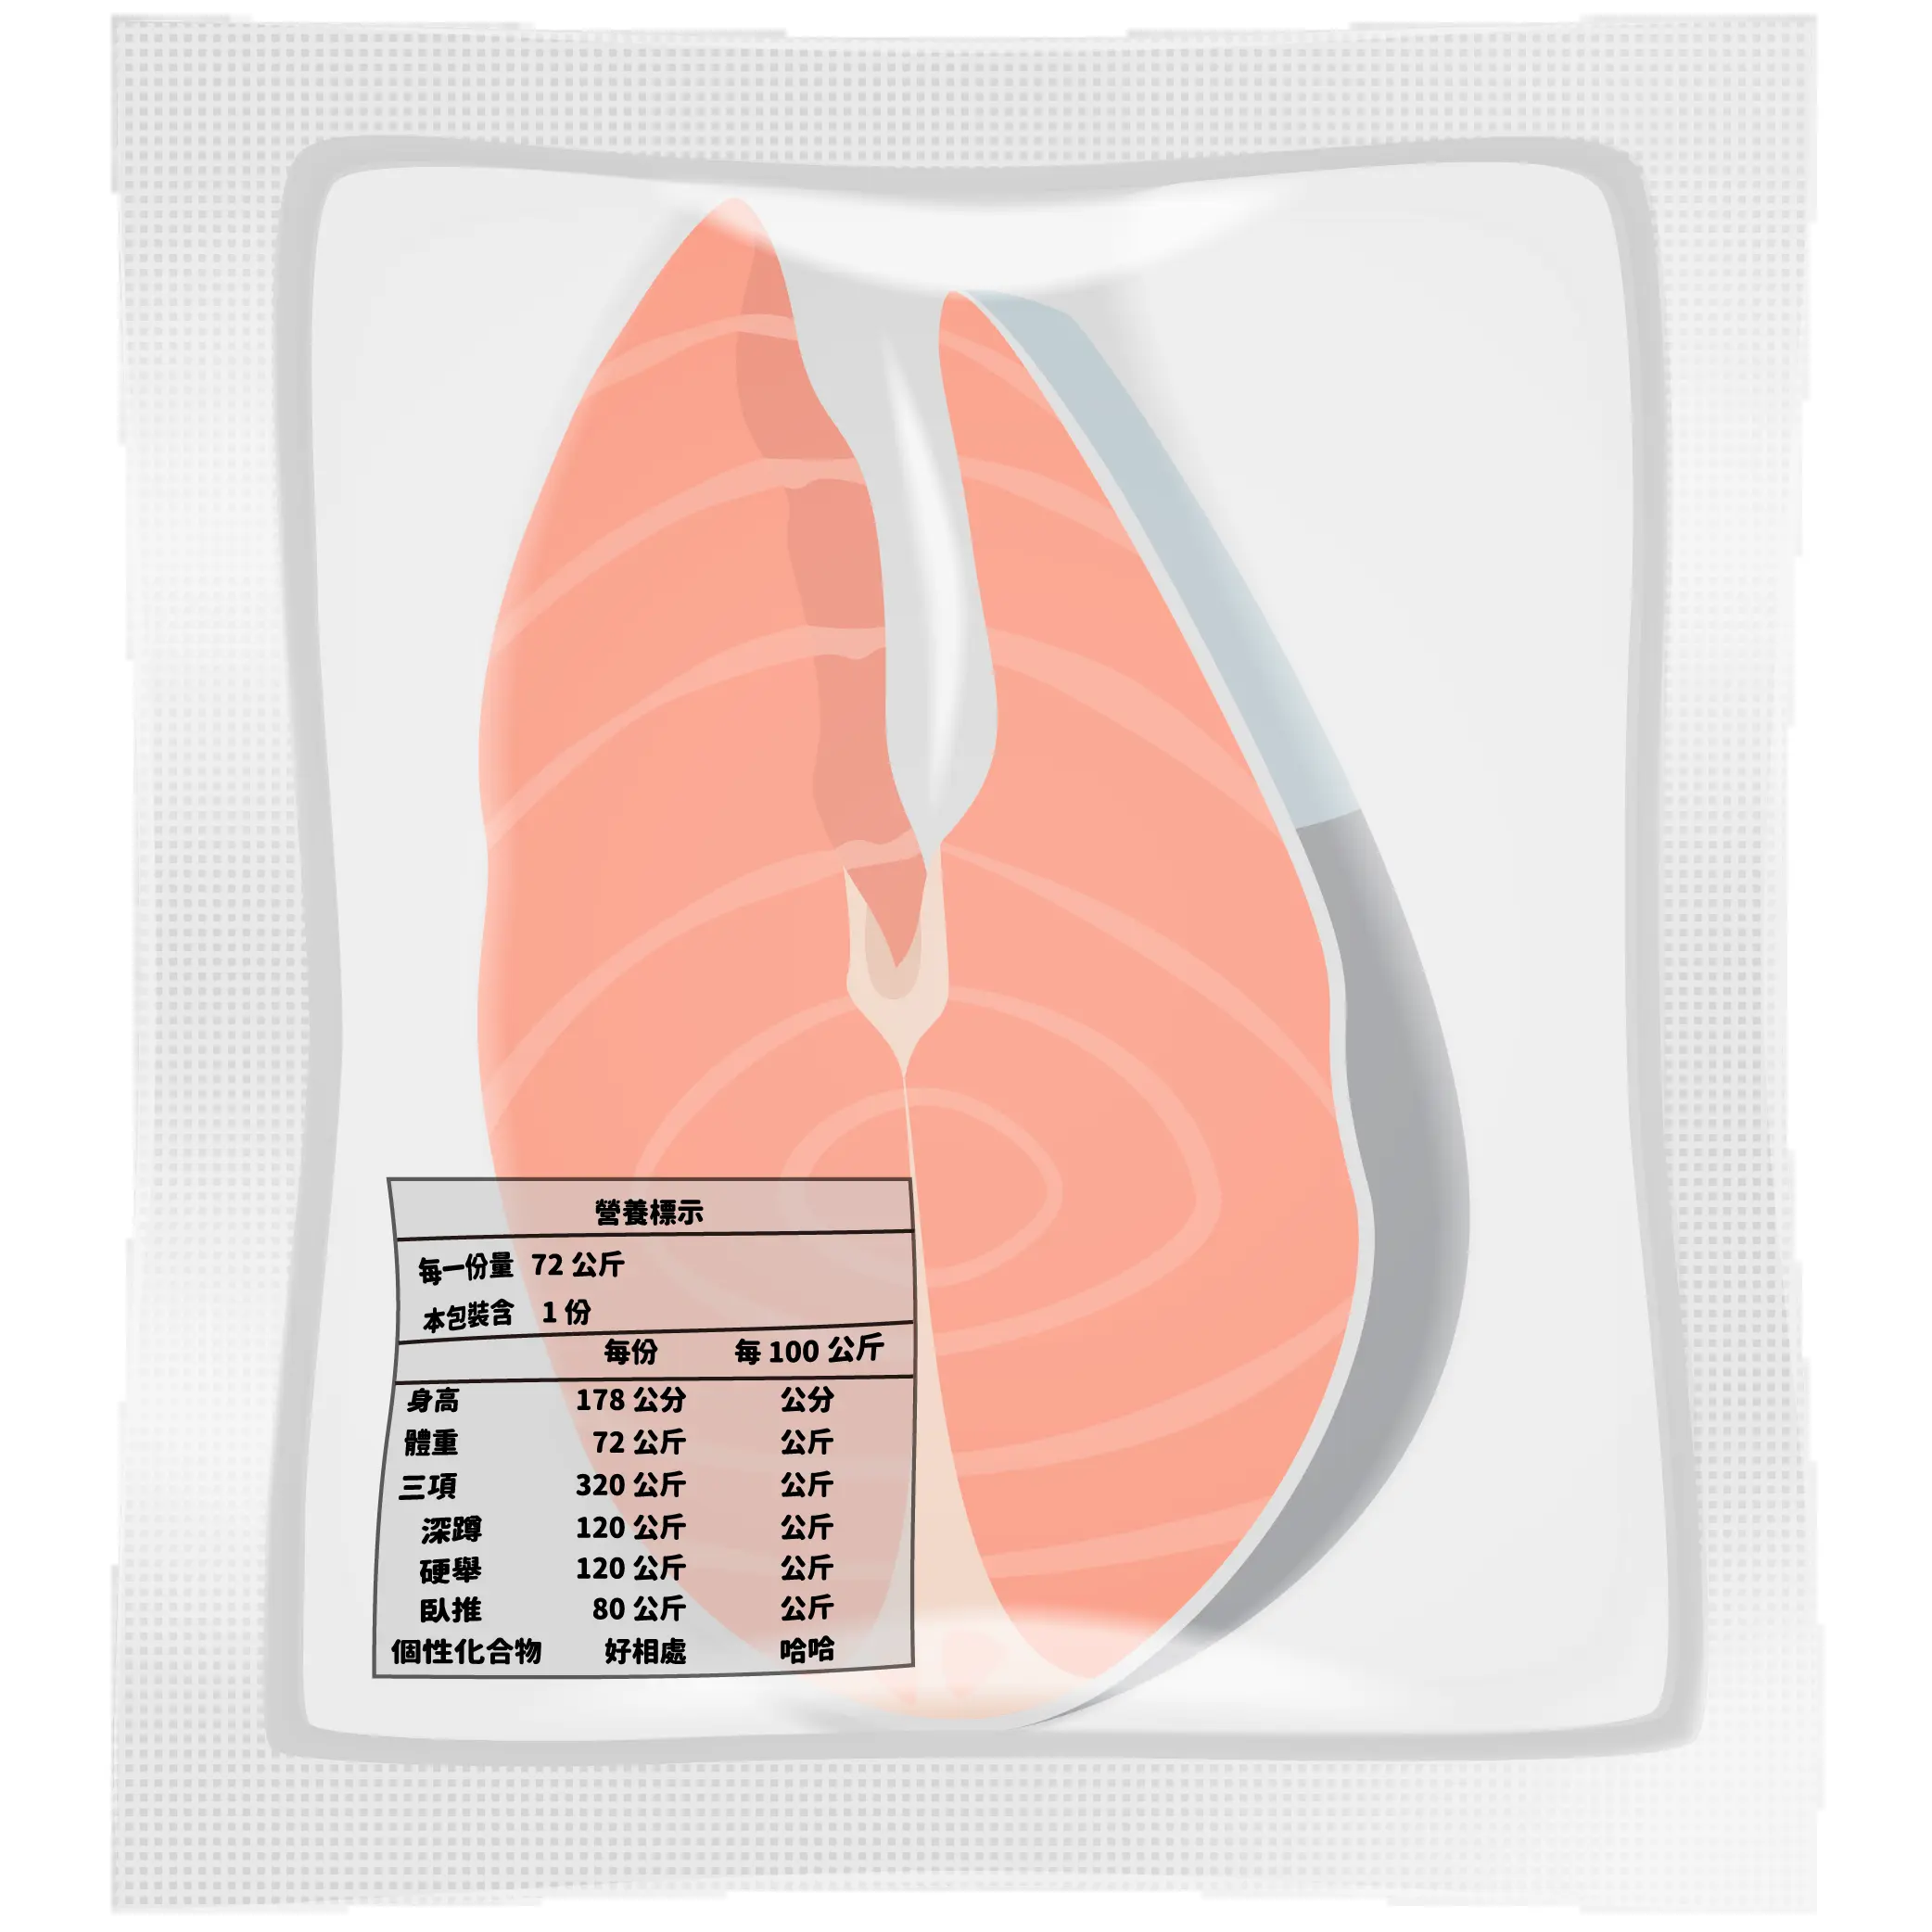 營養標示
每一份量 72 公斤
本包裝含 1 份
每份 每 100 公斤
身高 178 公分 公分
體重 72 公斤 公斤
三項 320 公斤 公斤
深蹲 120 公斤 公斤
硬舉 120 公斤 公斤
臥推 80 公斤 公斤
個性化合物 好相處 哈哈